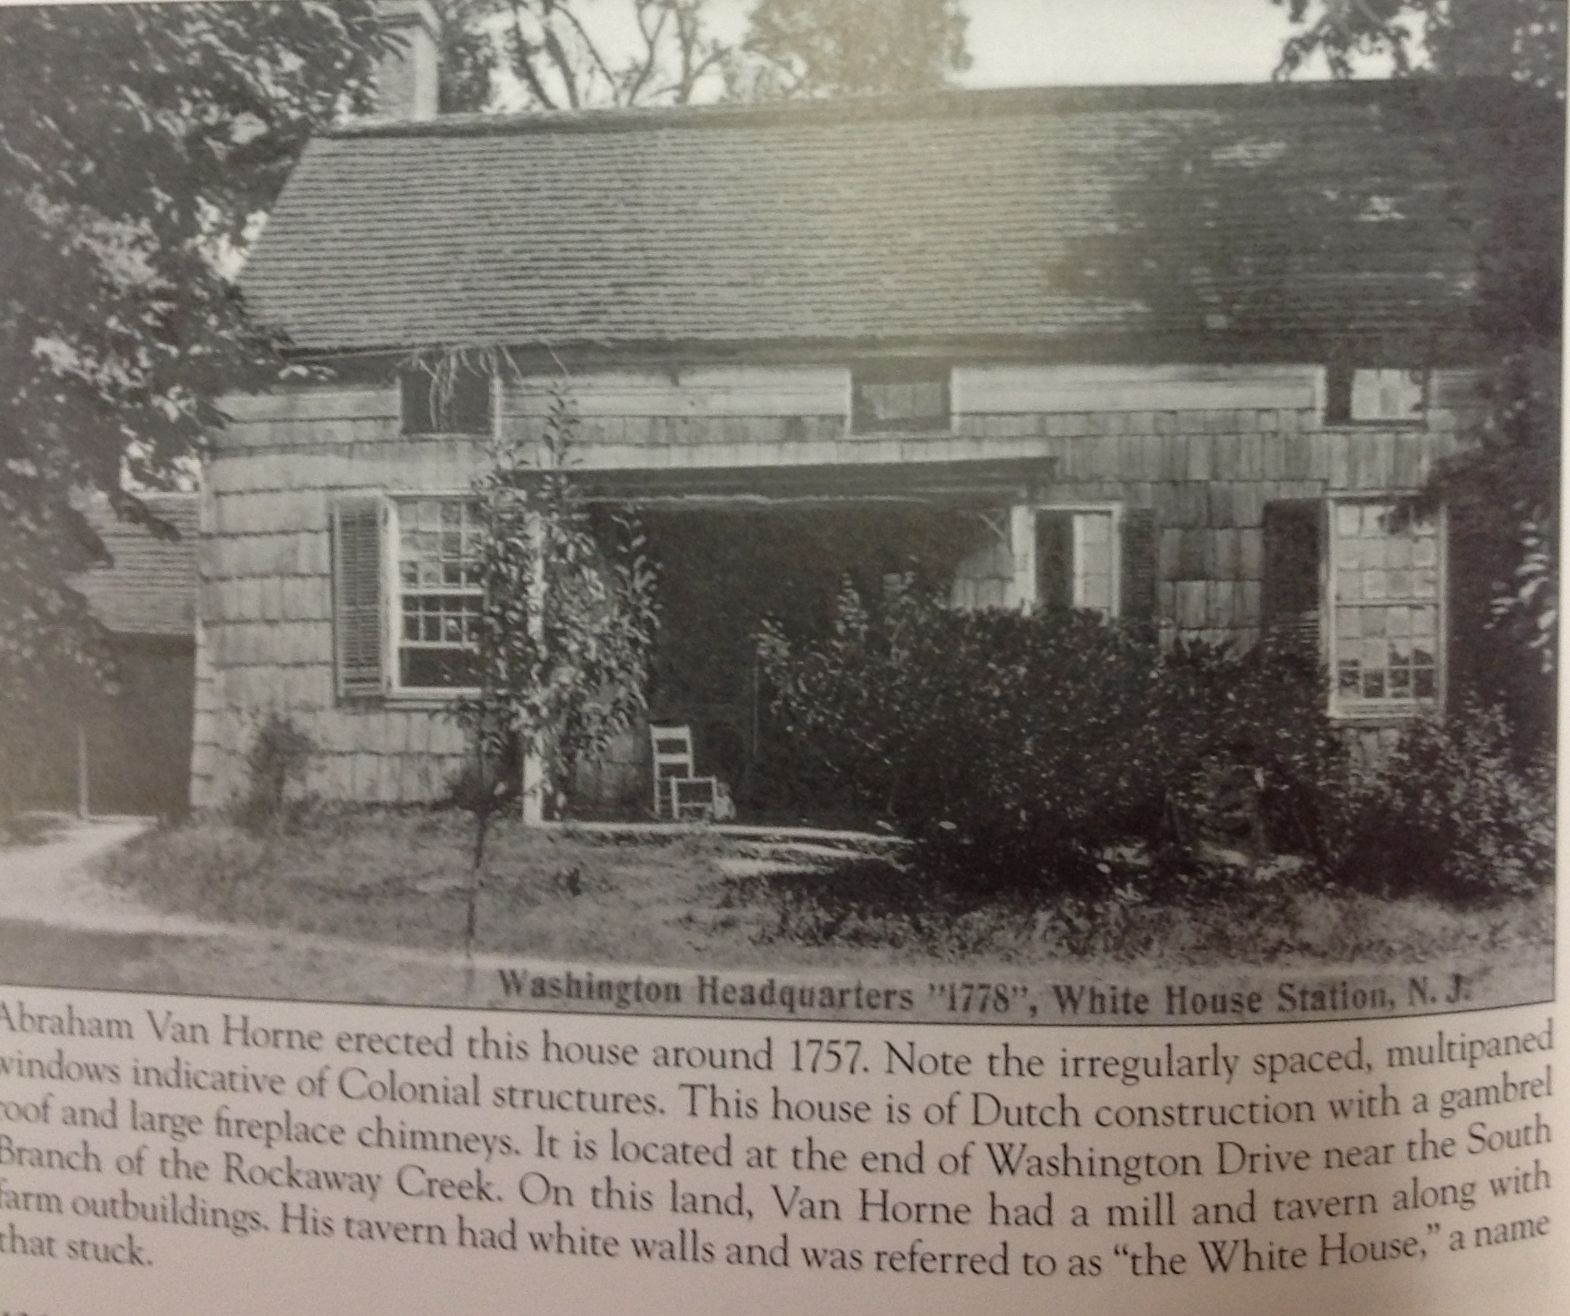 Washington Headquarters "1778", White House Station, N. J.
Abraham Van Horne erected this house around 1757. Note the irregularly spaced, multipaned
windows indicative of Colonial structures. This house is of Dutch construction with a gambrel
roof and large fireplace chimneys. It is located at the end of Washington Drive near the South
Branch of the Rockaway Creek. On this land, Van Horne had a mill and tavern along with
farm outbuildings. His tavern had white walls and was referred to as “the White House,” a name
that stuck.